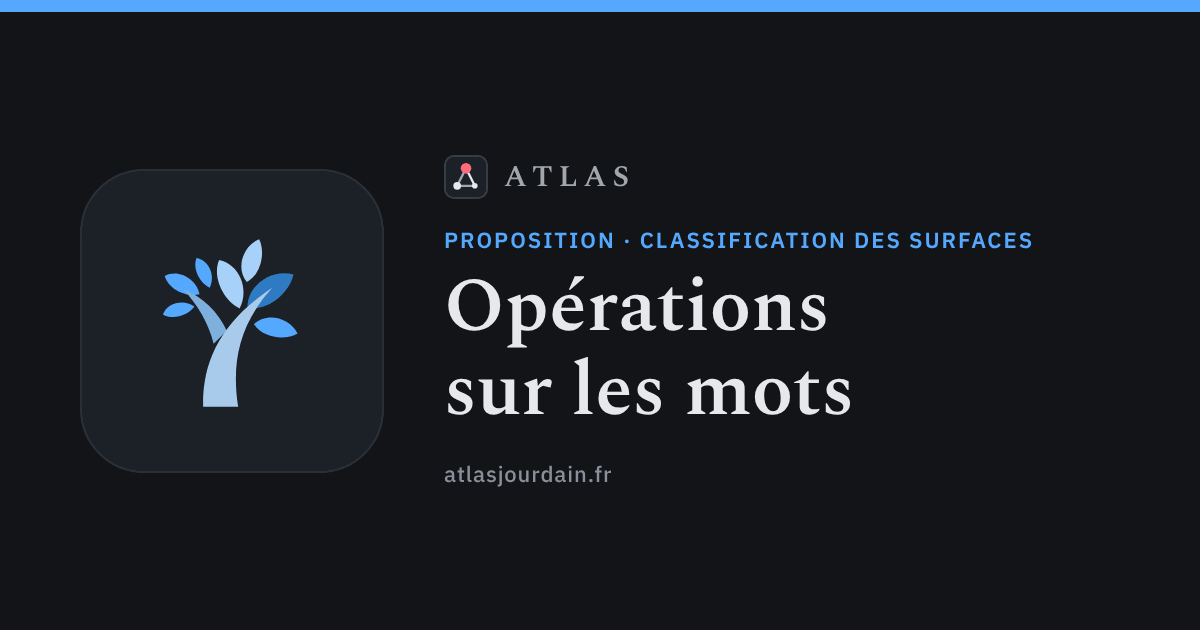 ATLAS
PROPOSITION · CLASSIFICATION DES SURFACES
Opérations
sur les mots
atlasjourdain.fr